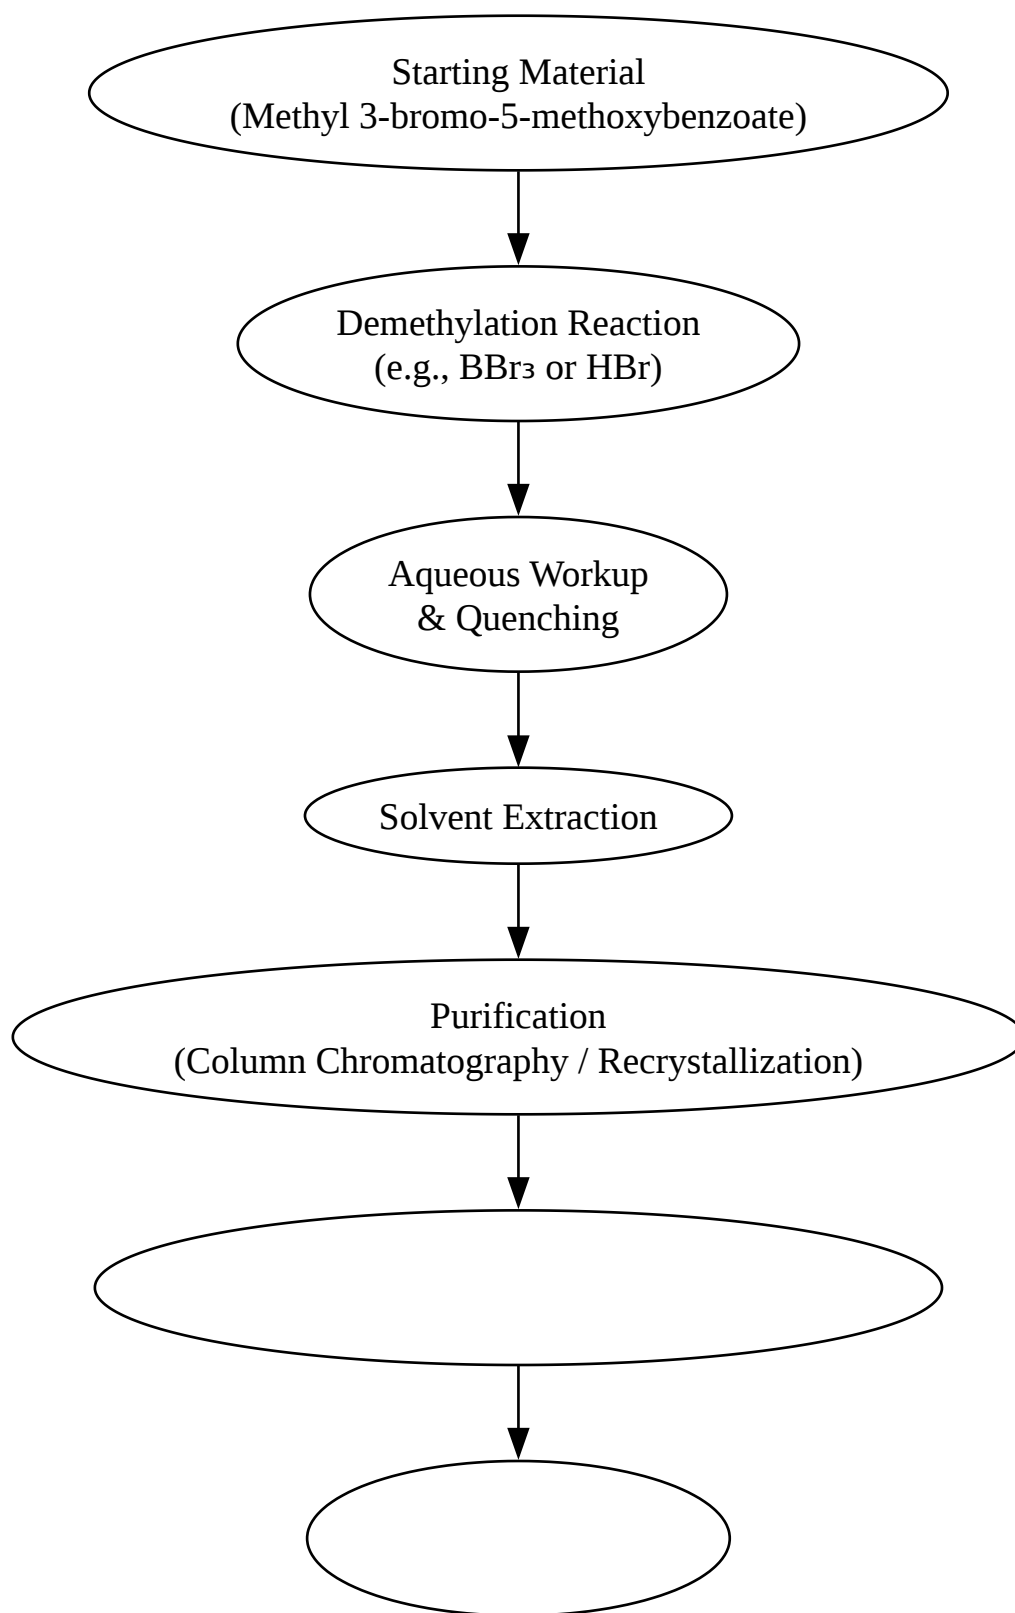 Starting Material
(Methyl 3-bromo-5-methoxybenzoate)
Demethylation Reaction
(e.g., BBr₃ or HBr)
Aqueous Workup
& Quenching
Solvent Extraction
Purification
(Column Chromatography / Recrystallization)